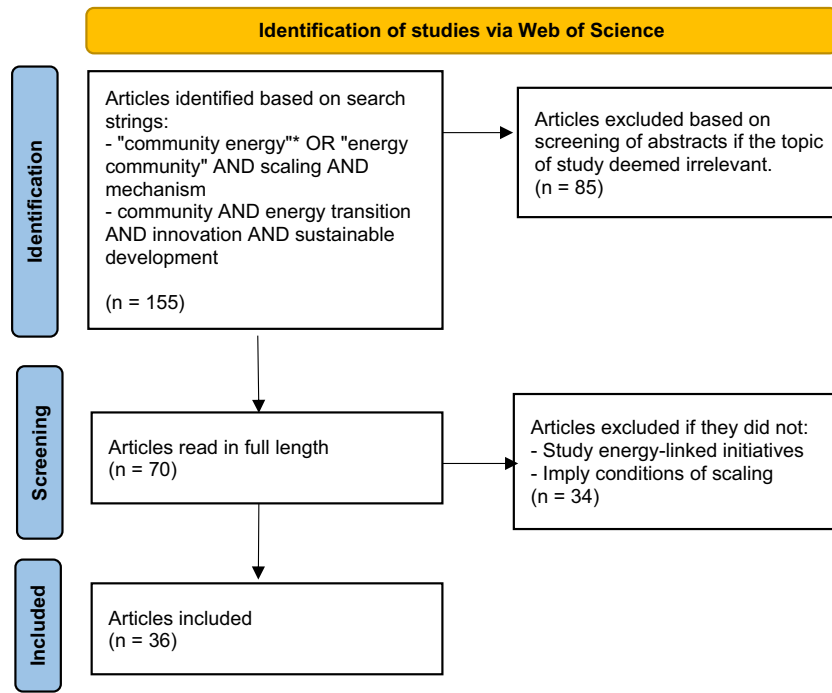 Identification of studies via Web of Science
Identification
Articles identified based on search
strings:
- "community energy"* OR "energy
community" AND scaling AND
mechanism
- community AND energy transition
AND innovation AND sustainable
development
(n = 155)
Articles excluded based on
screening of abstracts if the topic
of study deemed irrelevant.
(n = 85)
Screening
Articles read in full length
(n = 70)
Articles excluded if they did not:
- Study energy-linked initiatives
- Imply conditions of scaling
(n = 34)
Included
Articles included
(n = 36)